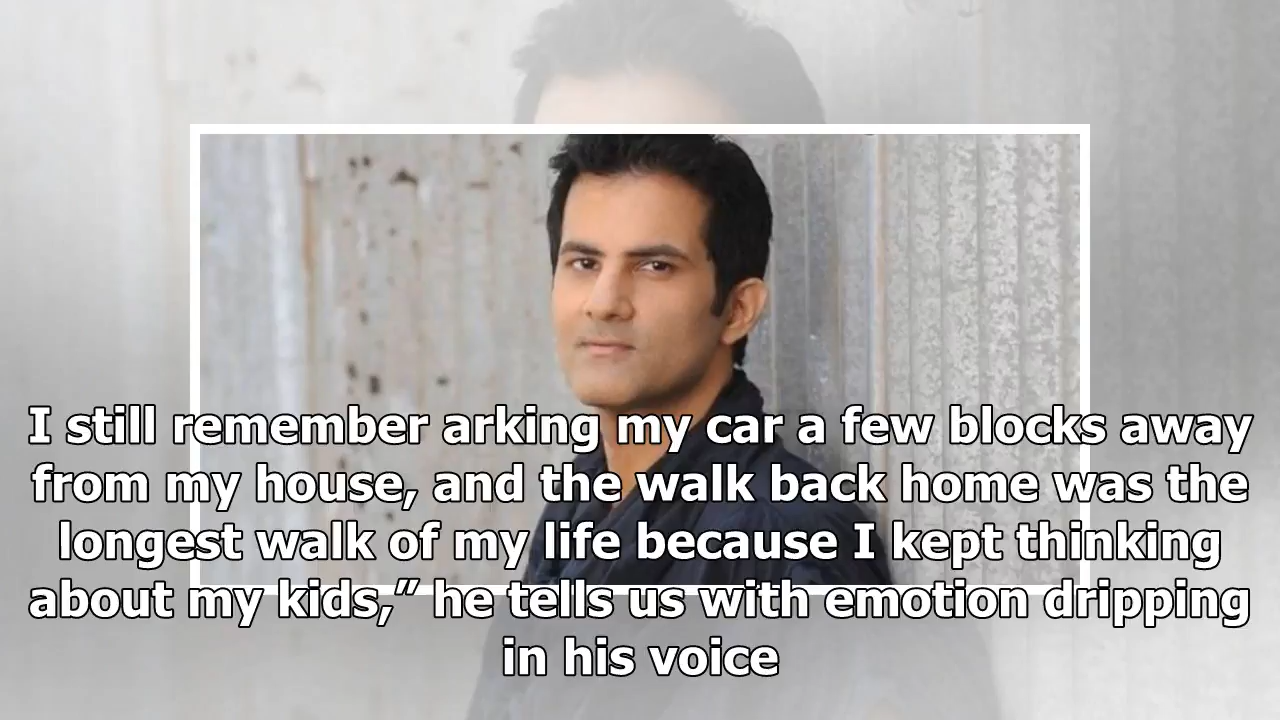 I still remember arking my car a few blocks away
from my house, and the walk back home was the
longest walk of my life because I kept thinking
about my kids,” he tells us with emotion dripping
in his voice